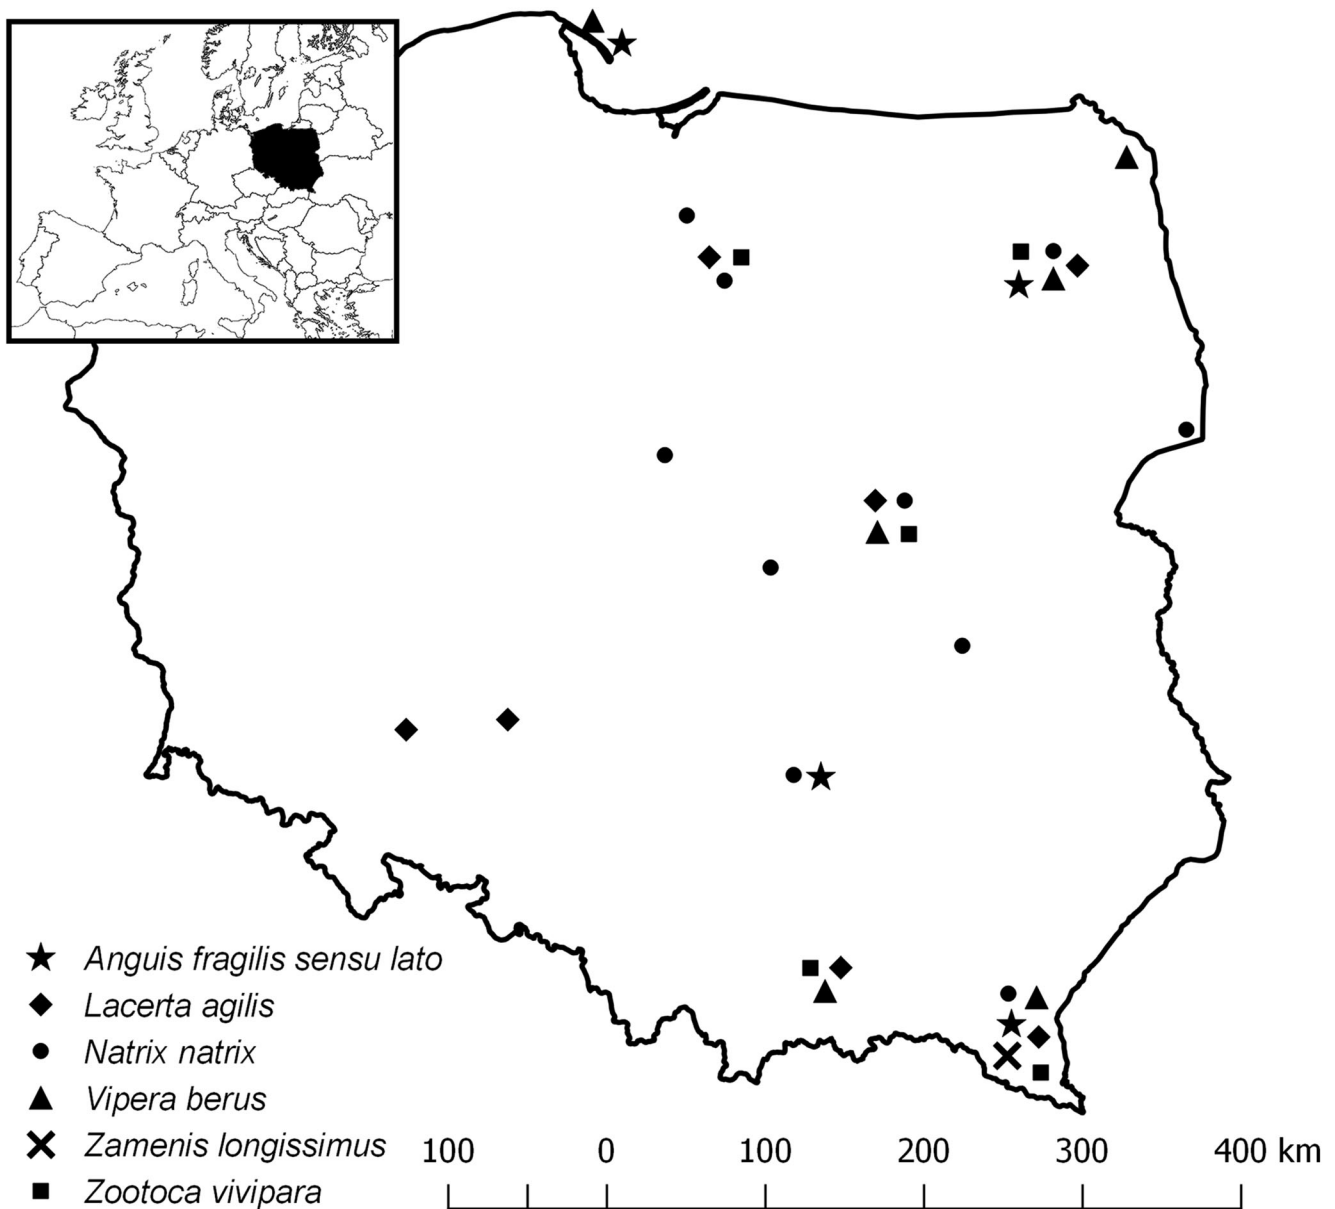 Anguis fragilis sensu lato
Lacerta agilis
Natrix natrix
Vipera berus
Zamenis longissimus
Zootoca vivipara
100 0 100 200 300 400 km